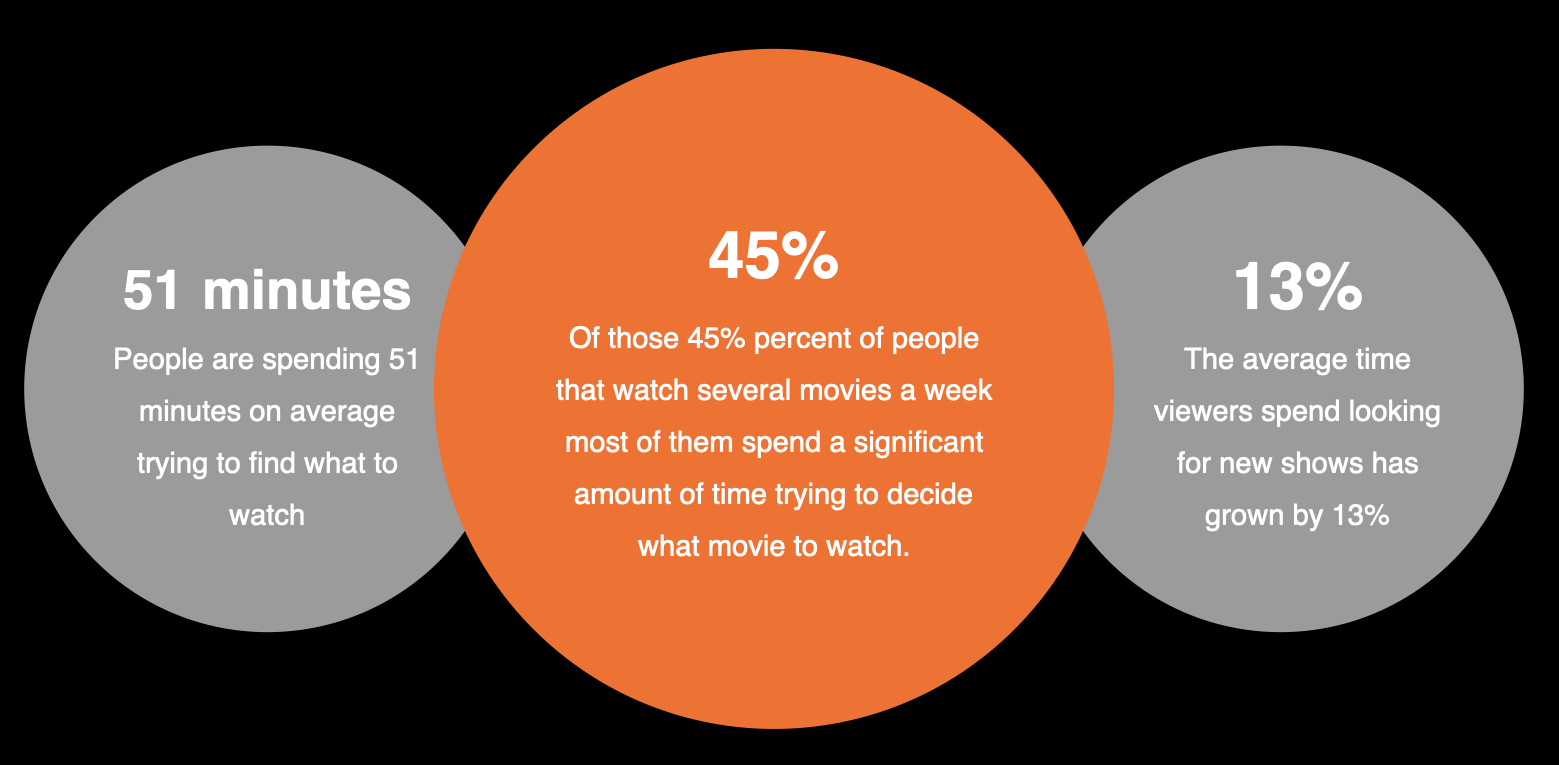 51 minutes
People are spending 51
minutes on average
trying to find what to
watch
45%
Of those 45% percent of people
that watch several movies a week
most of them spend a significant
amount of time trying to decide
what movie to watch.
13%
The average time
viewers spend looking
for new shows has
grown by 13%